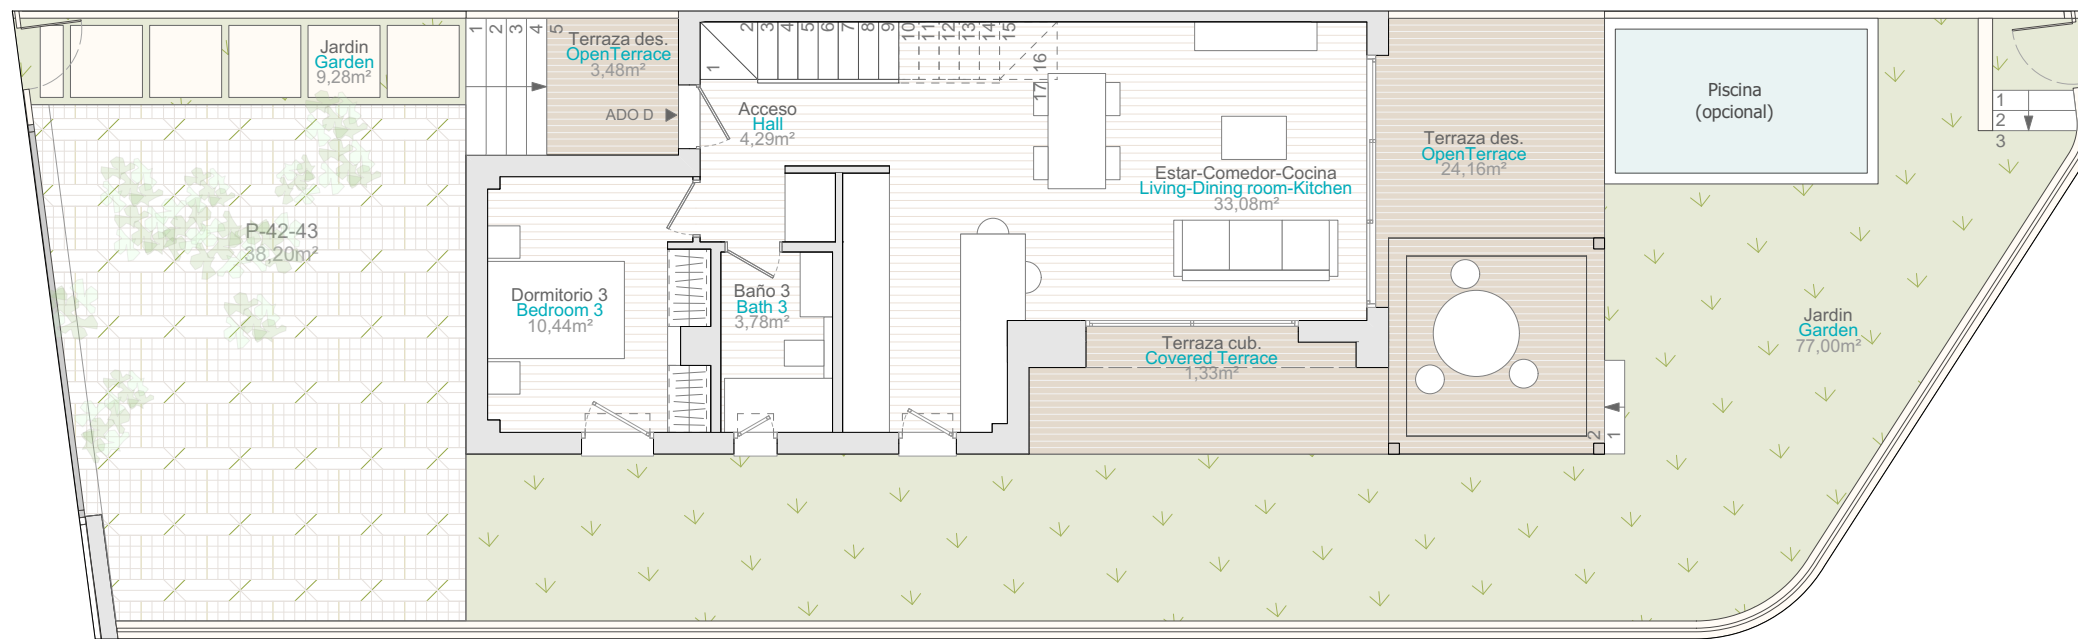 Jardin
Garden
9,28m²
1
2
3
4
5
Terraza des.
OpenTerrace
3,48m²
ADO D
1
2
3
4
5
6
7
8
9
10
11
12
13
14
15
16
17
Acceso
Hall
4,29m²
Estar-Comedor-Cocina
Living-Dining room-Kitchen
33,08m²
Terraza des.
OpenTerrace
24,16m²
Piscina
(opcional)
1
2
3
P-42-43
38,20m²
Dormitorio 3
Bedroom 3
10,44m²
Baño 3
Bath 3
3,78m²
Terraza cub.
Covered Terrace
1,33m²
Jardin
Garden
77,00m²
2
1